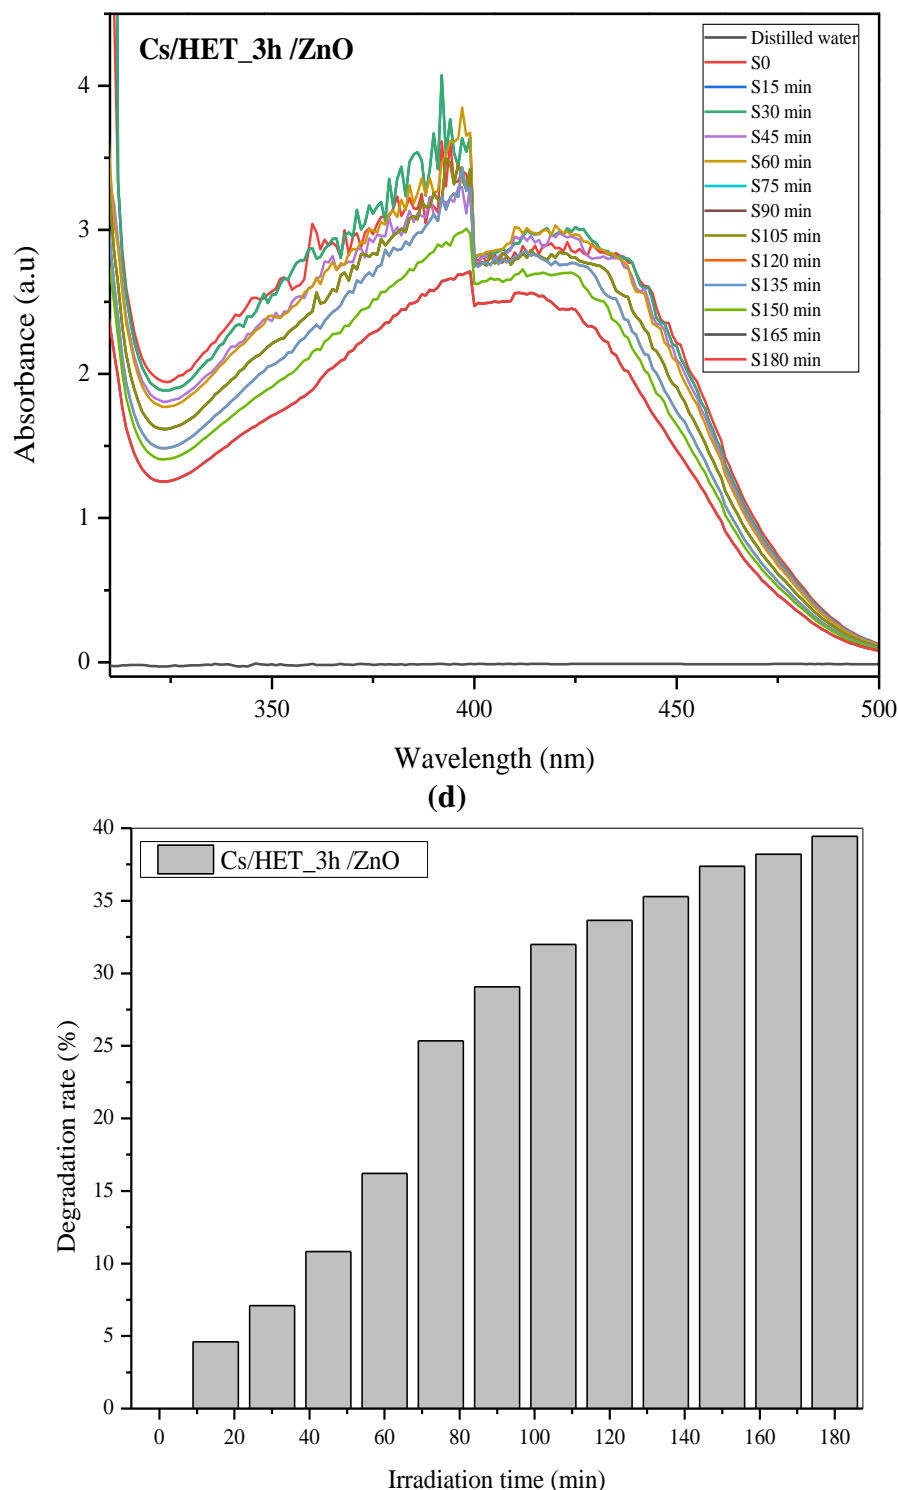 Cs/HET_3h /ZnO
Distilled water
S0
S15 min
S30 min
S45 min
S60 min
S75 min
S90 min
S105 min
S120 min
S135 min
S150 min
S165 min
S180 min
4
3
2
1
0
Absorbance (a.u)
350 400 450 500
Wavelength (nm)
(d)
Cs/HET_3h /ZnO
40
35
30
25
20
15
10
5
0
Degradation rate (%)
0 20 40 60 80 100 120 140 160 180
Irradiation time (min)